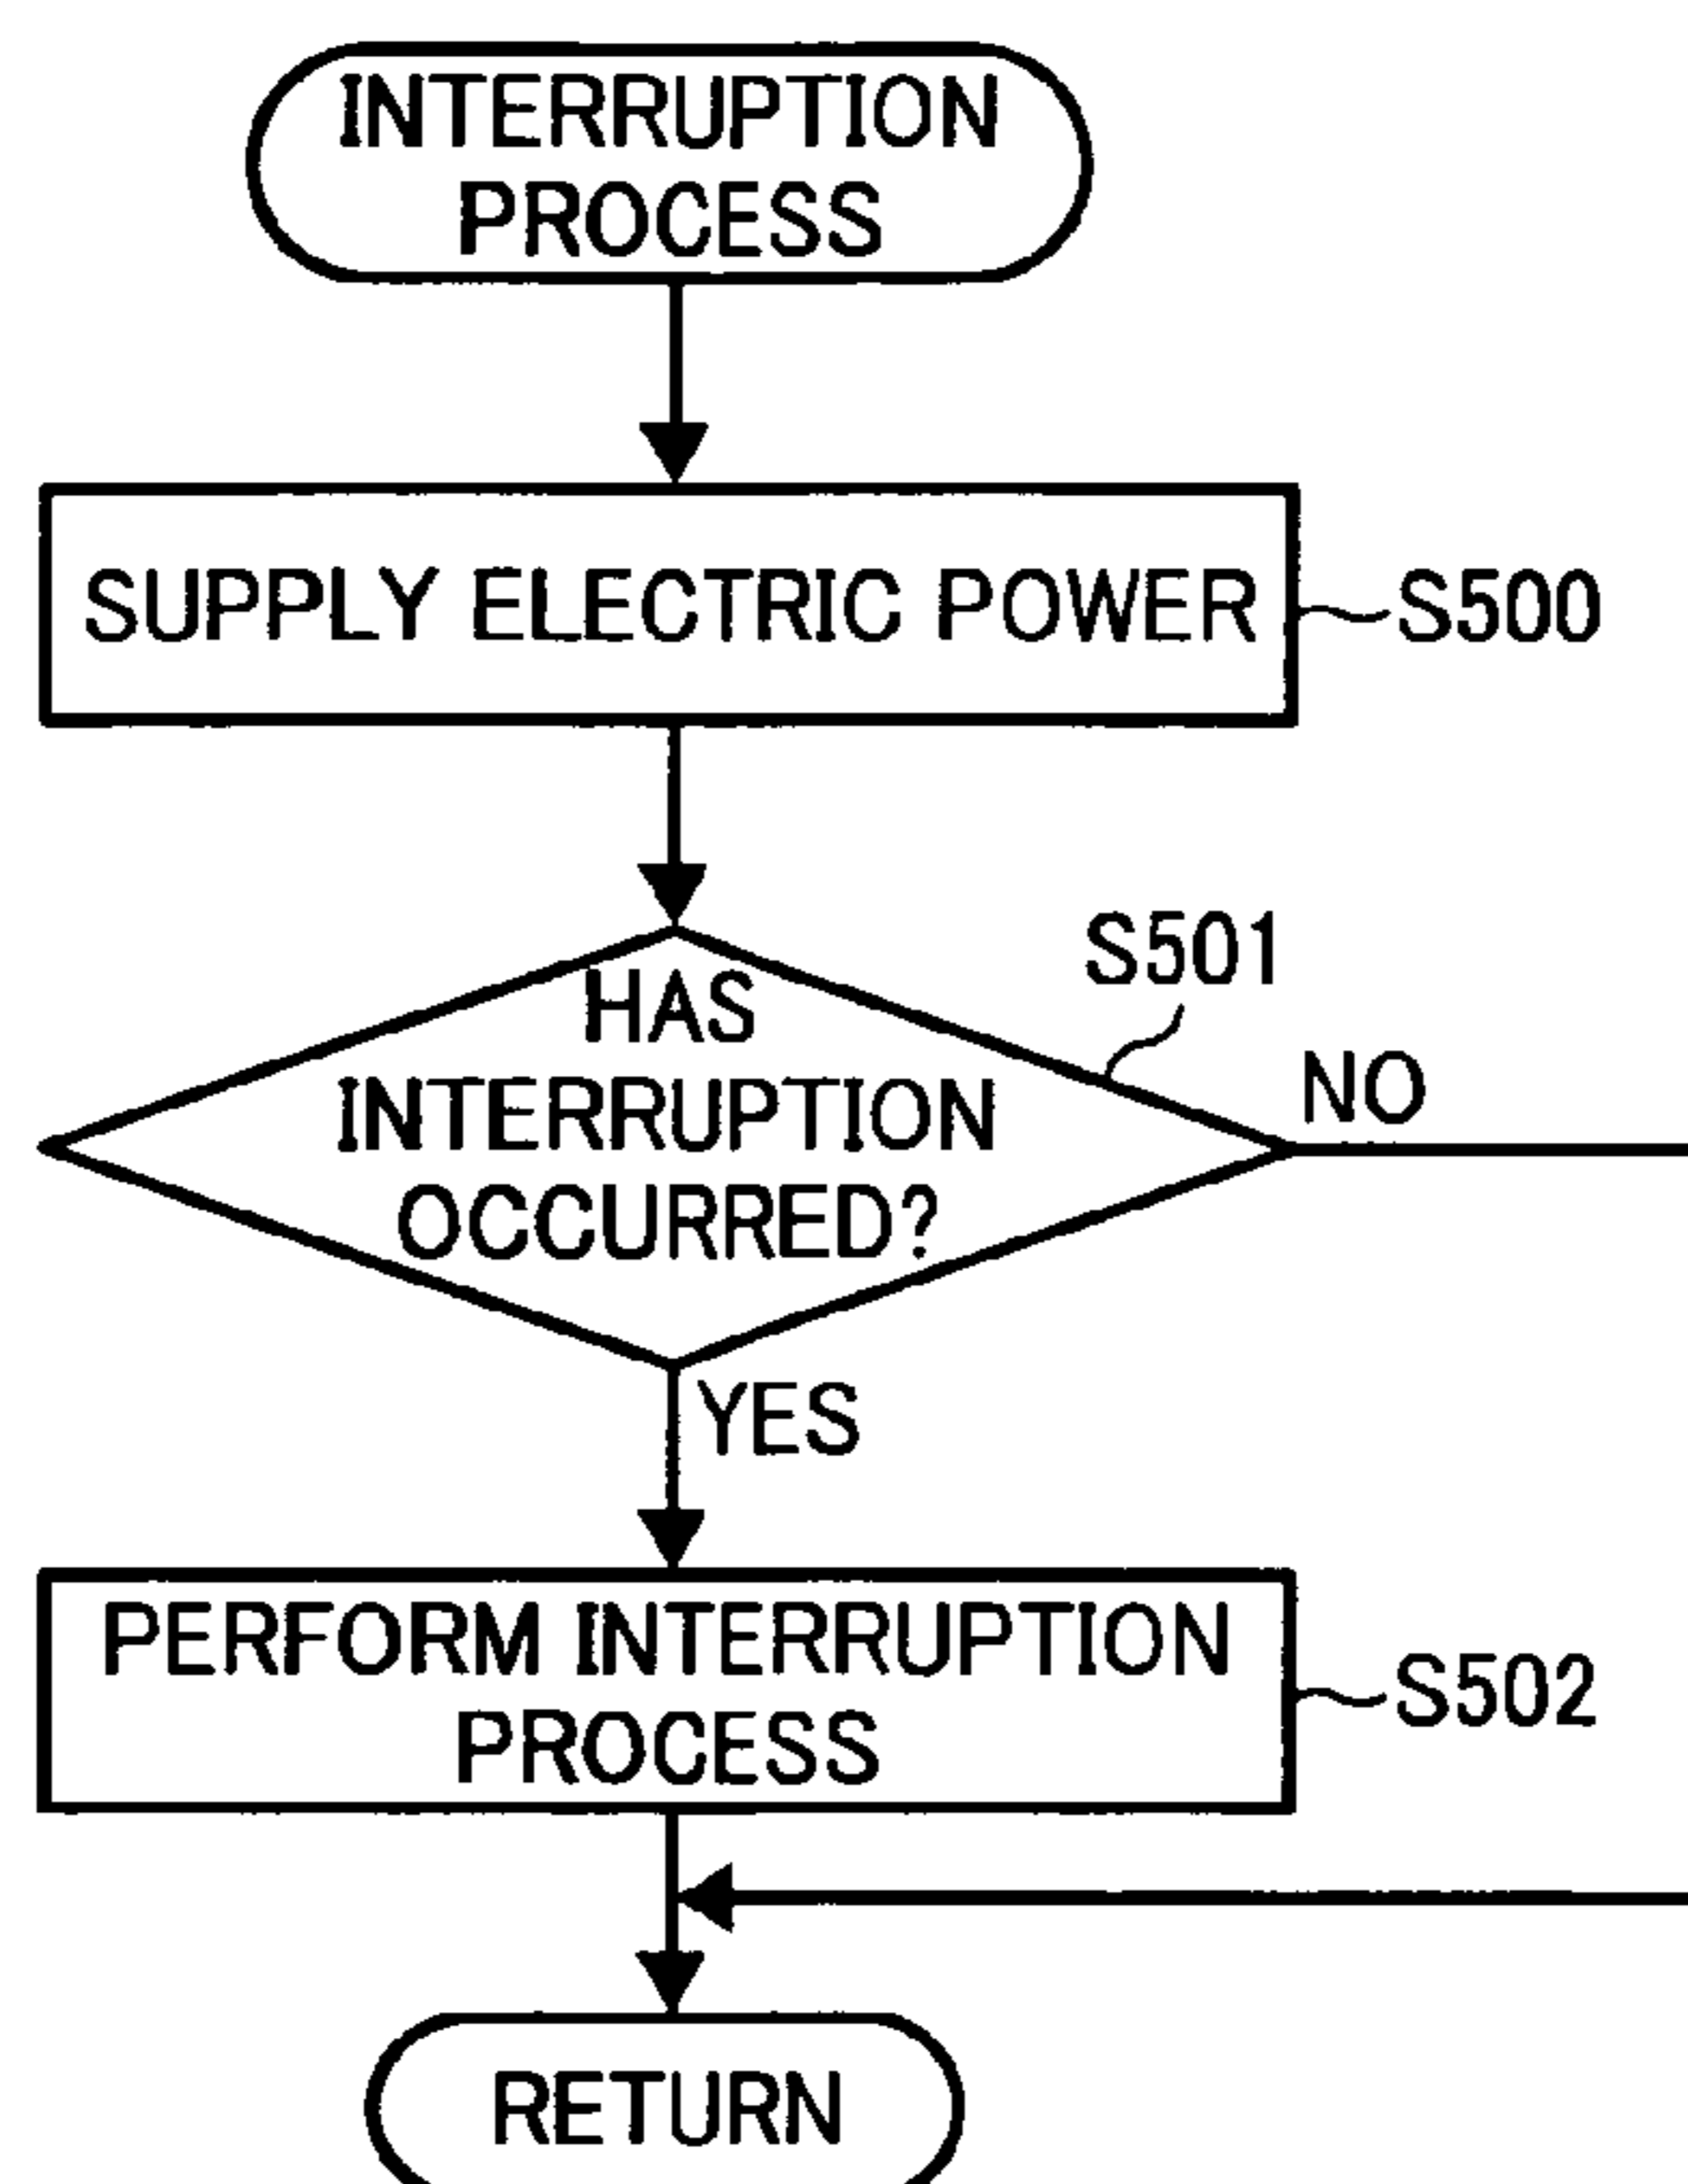 INTERRUPTION
PROCESS
SUPPLY ELECTRIC POWER
S500
S501
HAS
INTERRUPTION
OCCURRED?
NO
YES
PERFORM INTERRUPTION
PROCESS
S502
RETURN